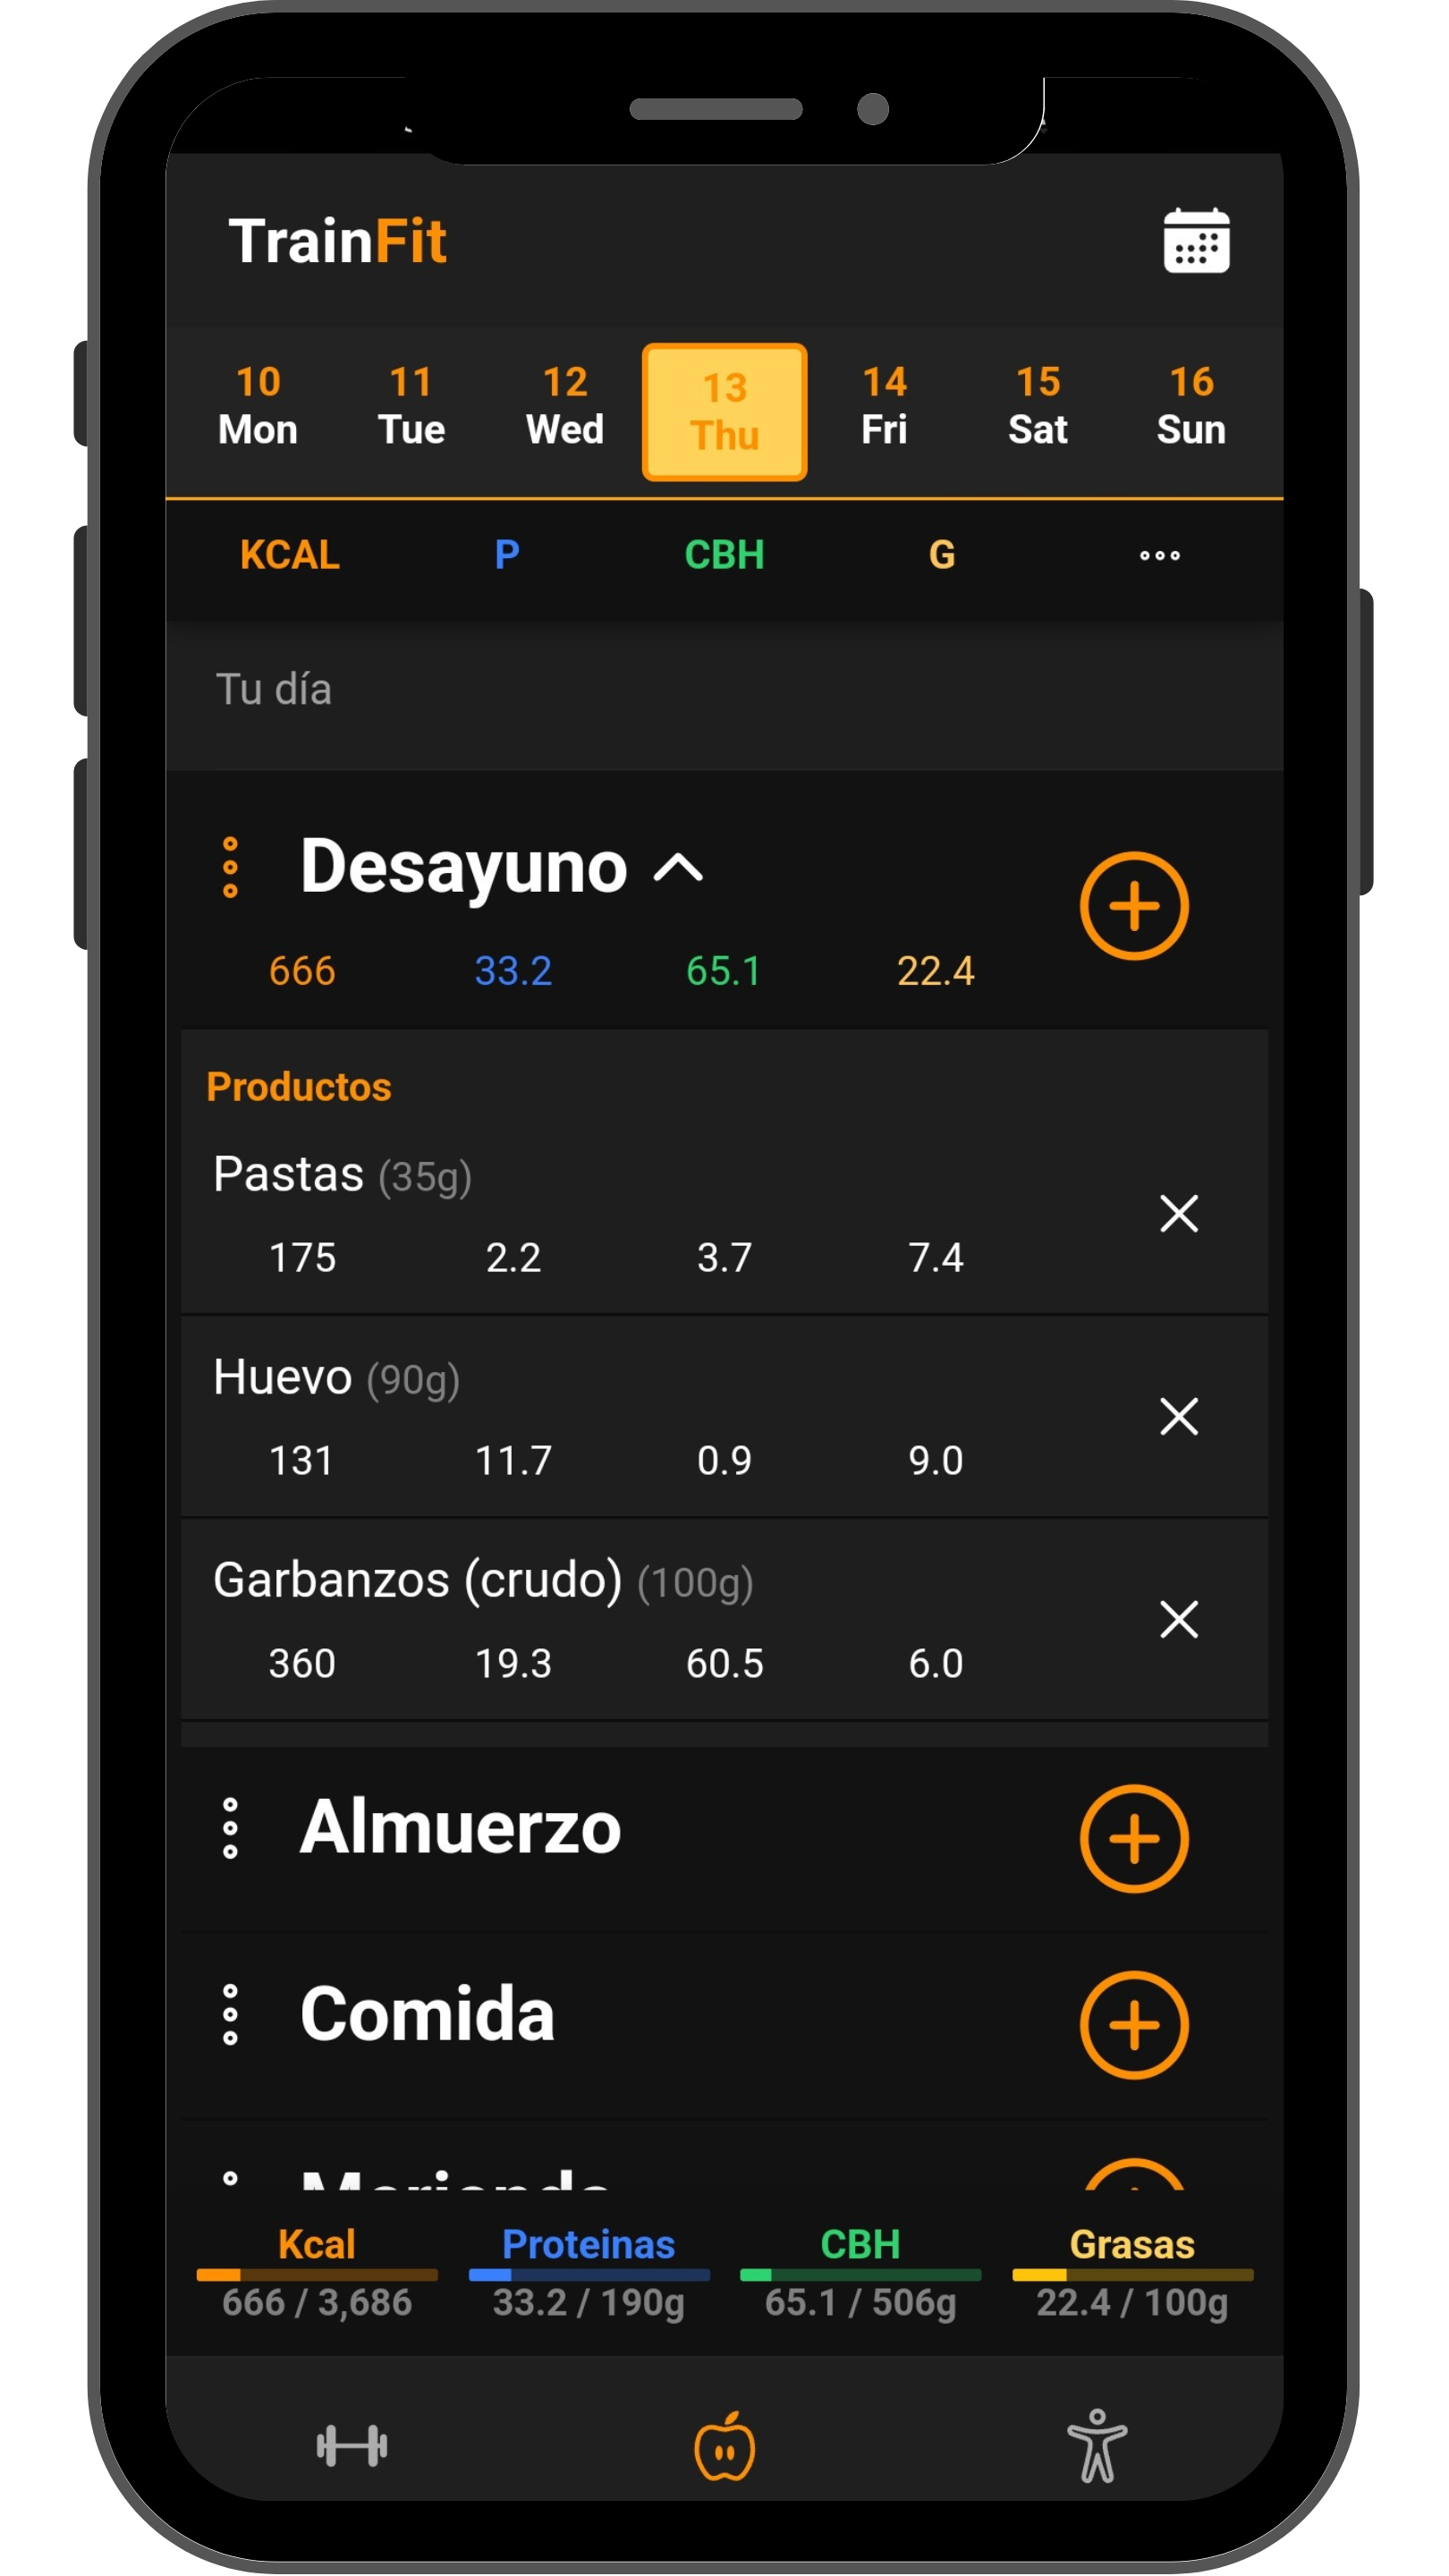 TrainFit
10 11 12 13 14 15 16
Mon Tue Wed Thu Fri Sat Sun
KCAL P CBH G
Tu día
Desayuno
666 33.2 65.1 22.4
Productos
Pastas (35g)
175 2.2 3.7 7.4
Huevo (90g)
131 11.7 0.9 9.0
Garbanzos (crudo) (100g)
360 19.3 60.5 6.0
Almuerzo
Comida
Kcal Proteinas CBH Grasas
666 / 3,686 33.2 / 190g 65.1 / 506g 22.4 / 100g